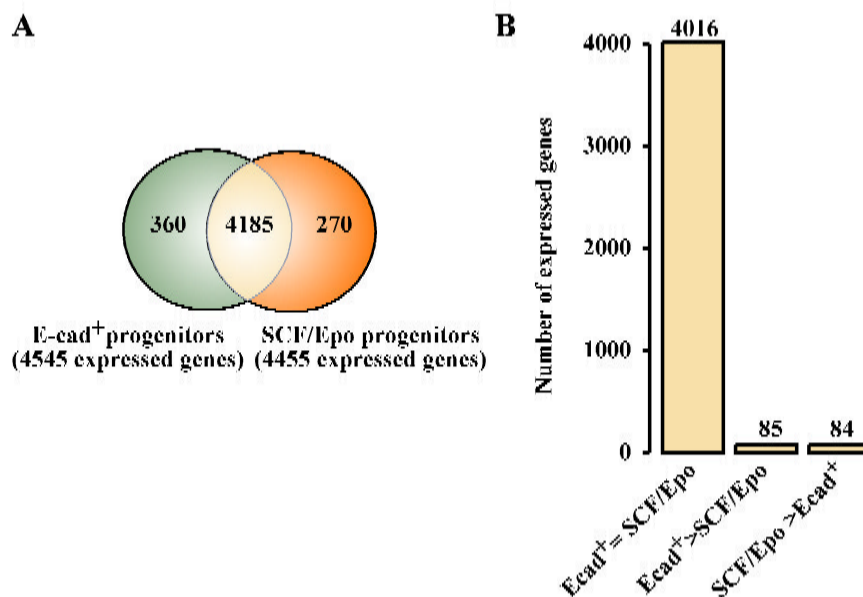 A
360
4185
270
E-cad+ progenitors
(4545 expressed genes)
SCF/Epo progenitors
(4455 expressed genes)
B
Number of expressed genes
4000
3000
2000
1000
0
4016
85
84
Ecad+= SCF/Epo
Ecad+>SCF/Epo
SCF/Epo >Ecad+